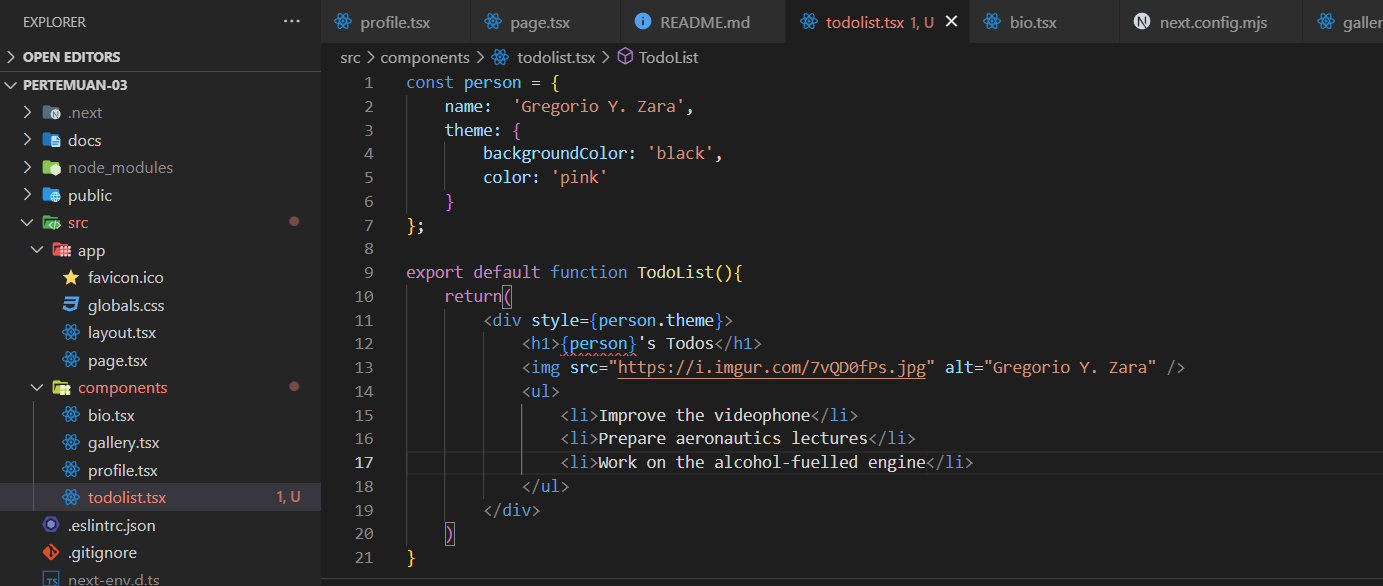 EXPLORER ···
OPEN EDITORS
PERTEMUAN-03
.next
docs
node_modules
public
src
app
favicon.ico
globals.css
layout.tsx
page.tsx
components
bio.tsx
gallery.tsx
profile.tsx
todolist.tsx 1, U
.eslintrc.json
.gitignore
next-env.d.ts
profile.tsx page.tsx README.md todolist.tsx 1, U bio.tsx next.config.mjs galler
src > components > todolist.tsx > TodoList
1 const person = {
2     name:  'Gregorio Y. Zara',
3     theme: {
4         backgroundColor: 'black',
5         color: 'pink'
6     }
7 };
8
9 export default function TodoList(){
10     return(
11         <div style={person.theme}>
12             <h1>{person}'s Todos</h1>
13             <img src="https://i.imgur.com/7vQD0fPs.jpg" alt="Gregorio Y. Zara" />
14             <ul>
15                 <li>Improve the videophone</li>
16                 <li>Prepare aeronautics lectures</li>
17                 <li>Work on the alcohol-fuelled engine</li>
18             </ul>
19         </div>
20     )
21 }